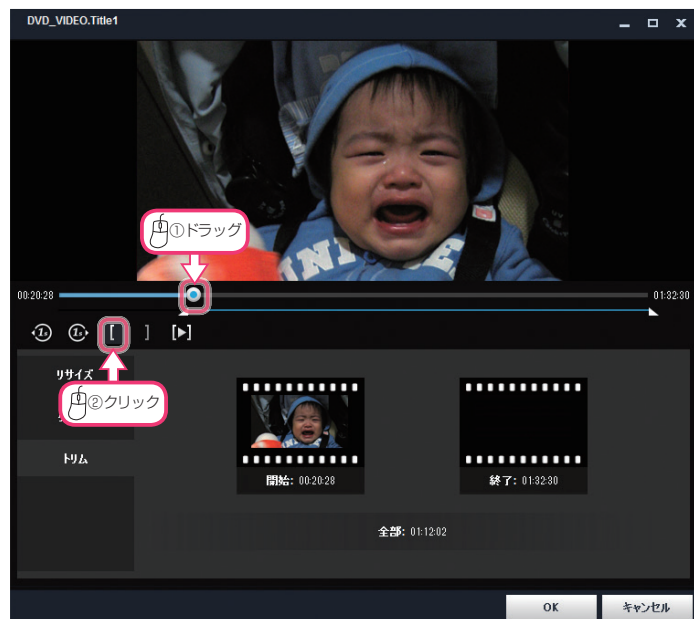 DVD_VIDEO.Title1
①ドラッグ
00:20:28
01:32:30
1s
1s
[ ] [▶]
リサイズ
②クリック
トリム
開始: 00:20:28
終了: 01:32:30
全部: 01:12:02
OK
キャンセル